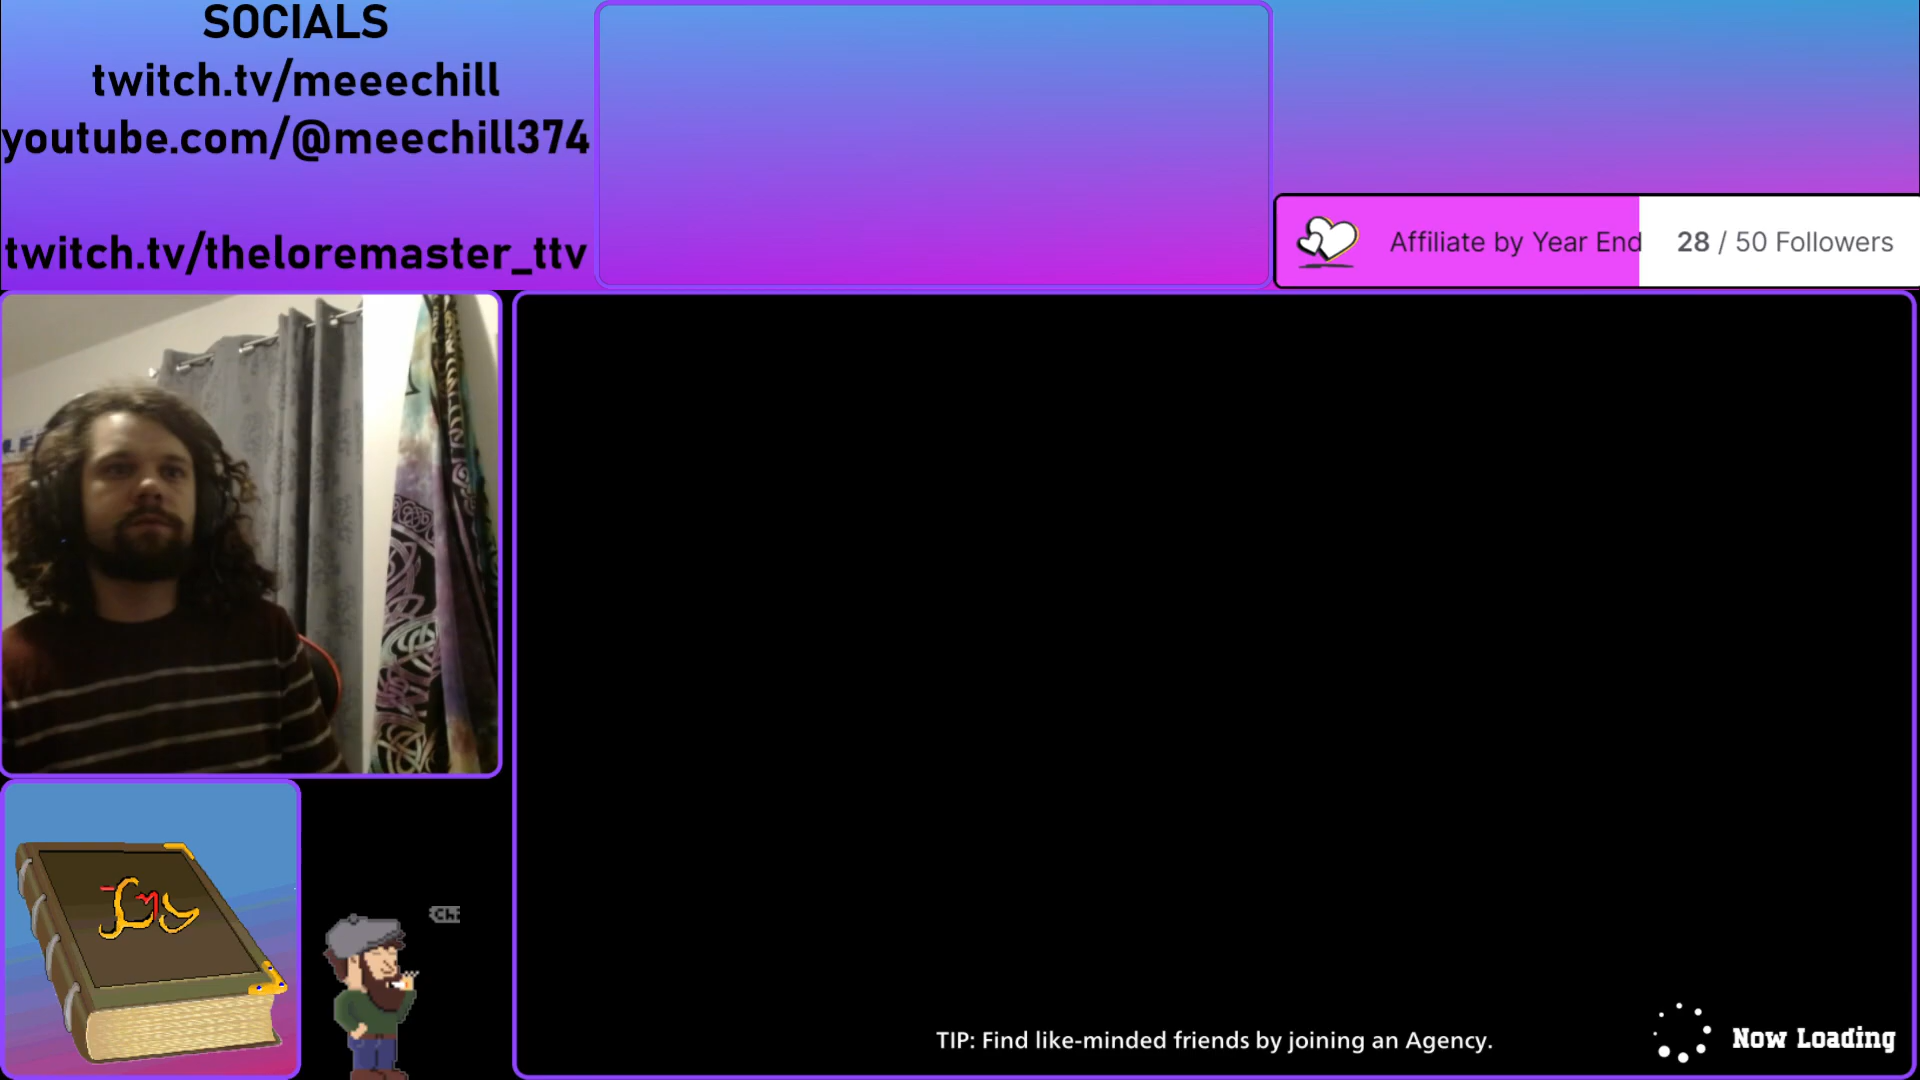 SOCIALS
twitch.tv/meeechill
youtube.com/@meechill374
twitch.tv/theloremaster_ttv
Affiliate by Year End
28 / 50 Followers
TIP: Find like-minded friends by joining an Agency.
Now Loading